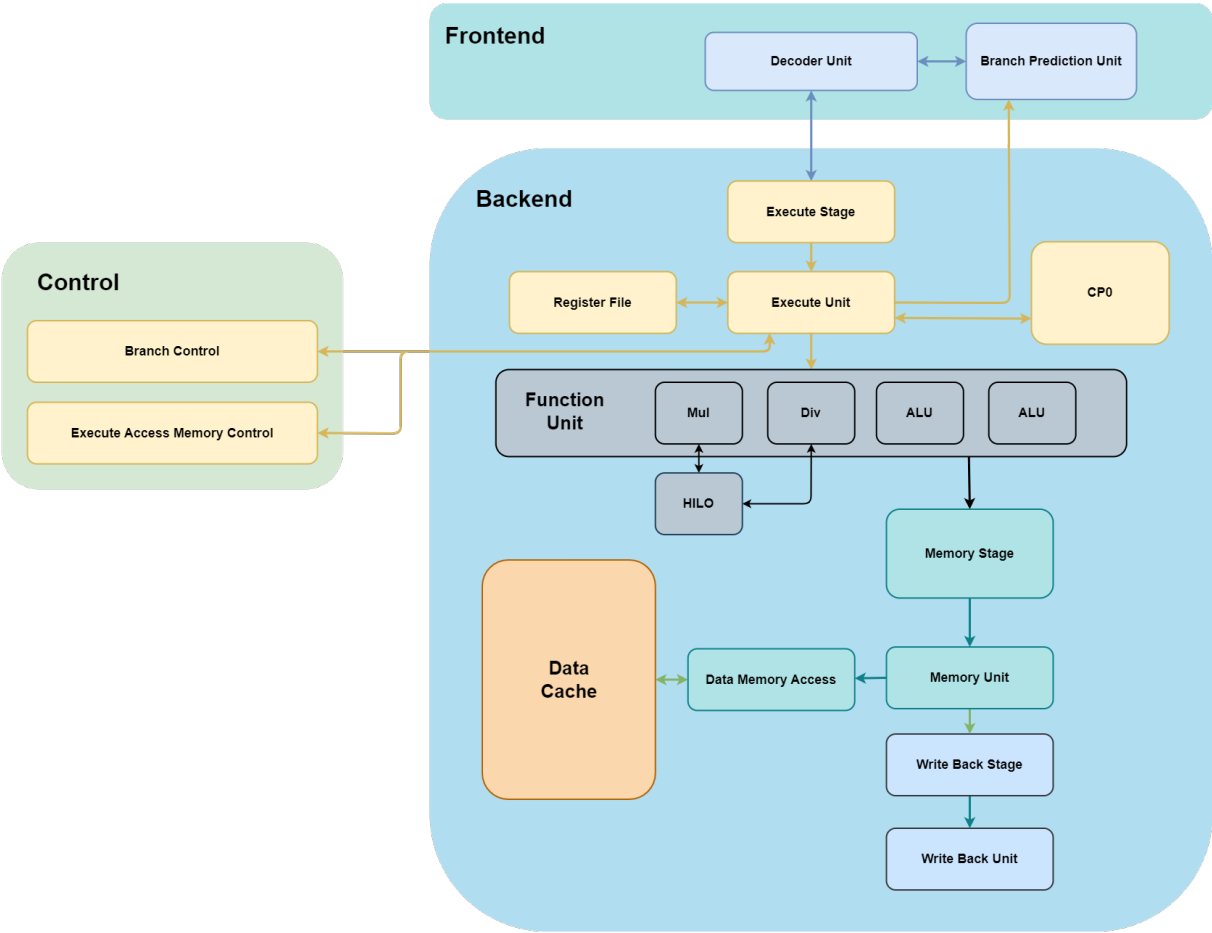 Frontend
Decoder Unit
Branch Prediction Unit
Backend
Execute Stage
Control
Register File
Execute Unit
CP0
Branch Control
Execute Access Memory Control
Function
Unit
Mul
Div
ALU
ALU
HILO
Memory Stage
Data
Cache
Data Memory Access
Memory Unit
Write Back Stage
Write Back Unit